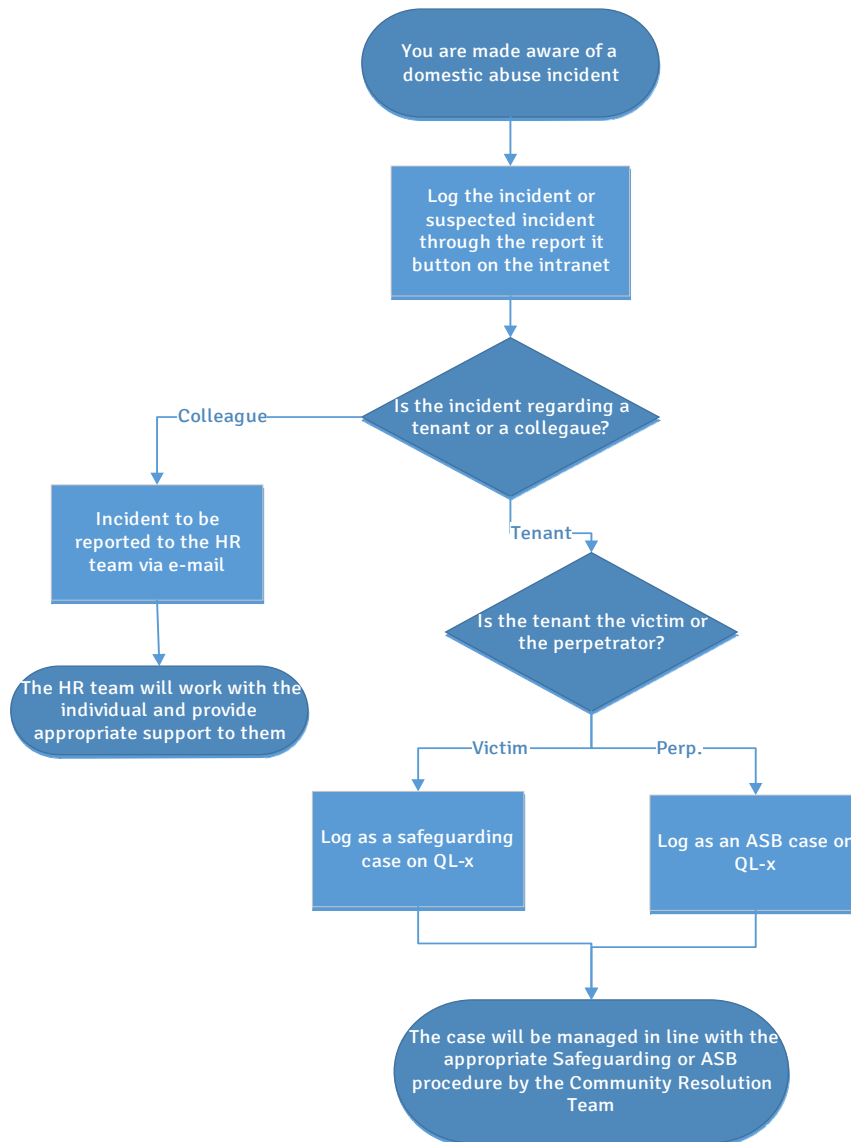 You are made aware of a
domestic abuse incident
Log the incident or
suspected incident
through the report it
button on the intranet
Is the incident regarding a
tenant or a collegaue?
Colleague
Incident to be
reported to the HR
team via e-mail
The HR team will work with the
individual and provide
appropriate support to them
Tenant
Is the tenant the victim or
the perpetrator?
Victim
Perp.
Log as a safeguarding
case on QL-x
Log as an ASB case on
QL-x
The case will be managed in line with the
appropriate Safeguarding or ASB
procedure by the Community Resolution
Team